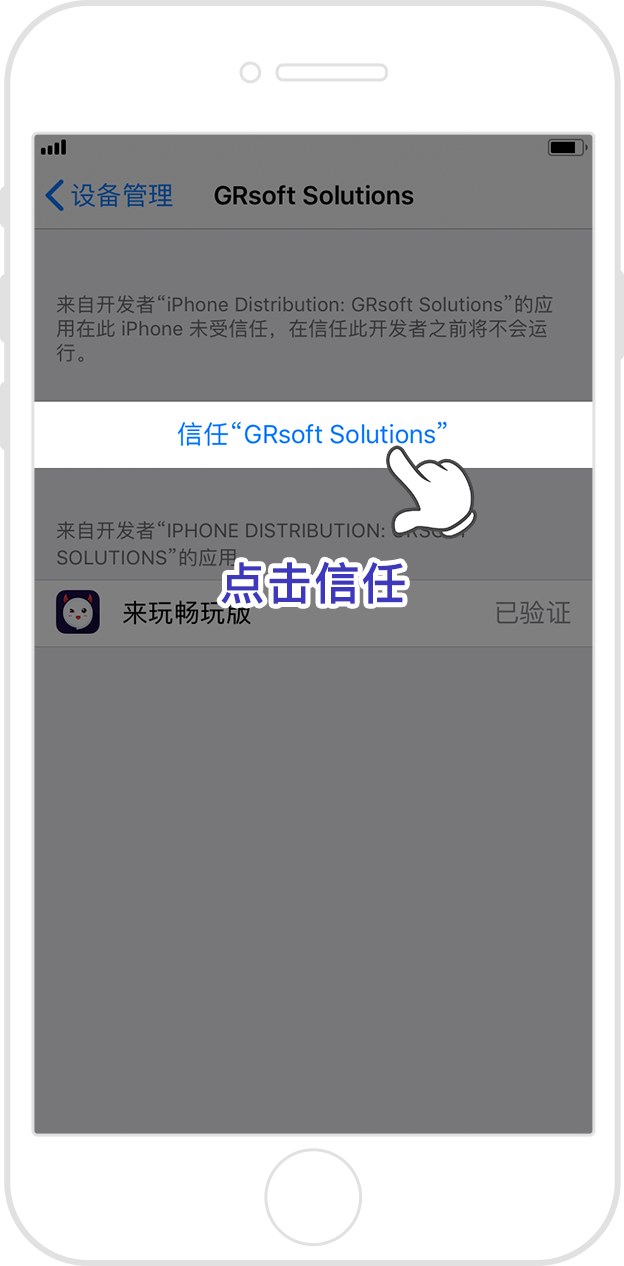 设备管理
GRsoft Solutions
来自开发者“iPhone Distribution: GRsoft Solutions”的应
用在此 iPhone 未受信任，在信任此开发者之前将不会运
行。
信任“GRsoft Solutions”
来自开发者“IPHONE DISTRIBUTION: GRSOFT
SOLUTIONS”的应用
点击信任
来玩畅玩版
已验证